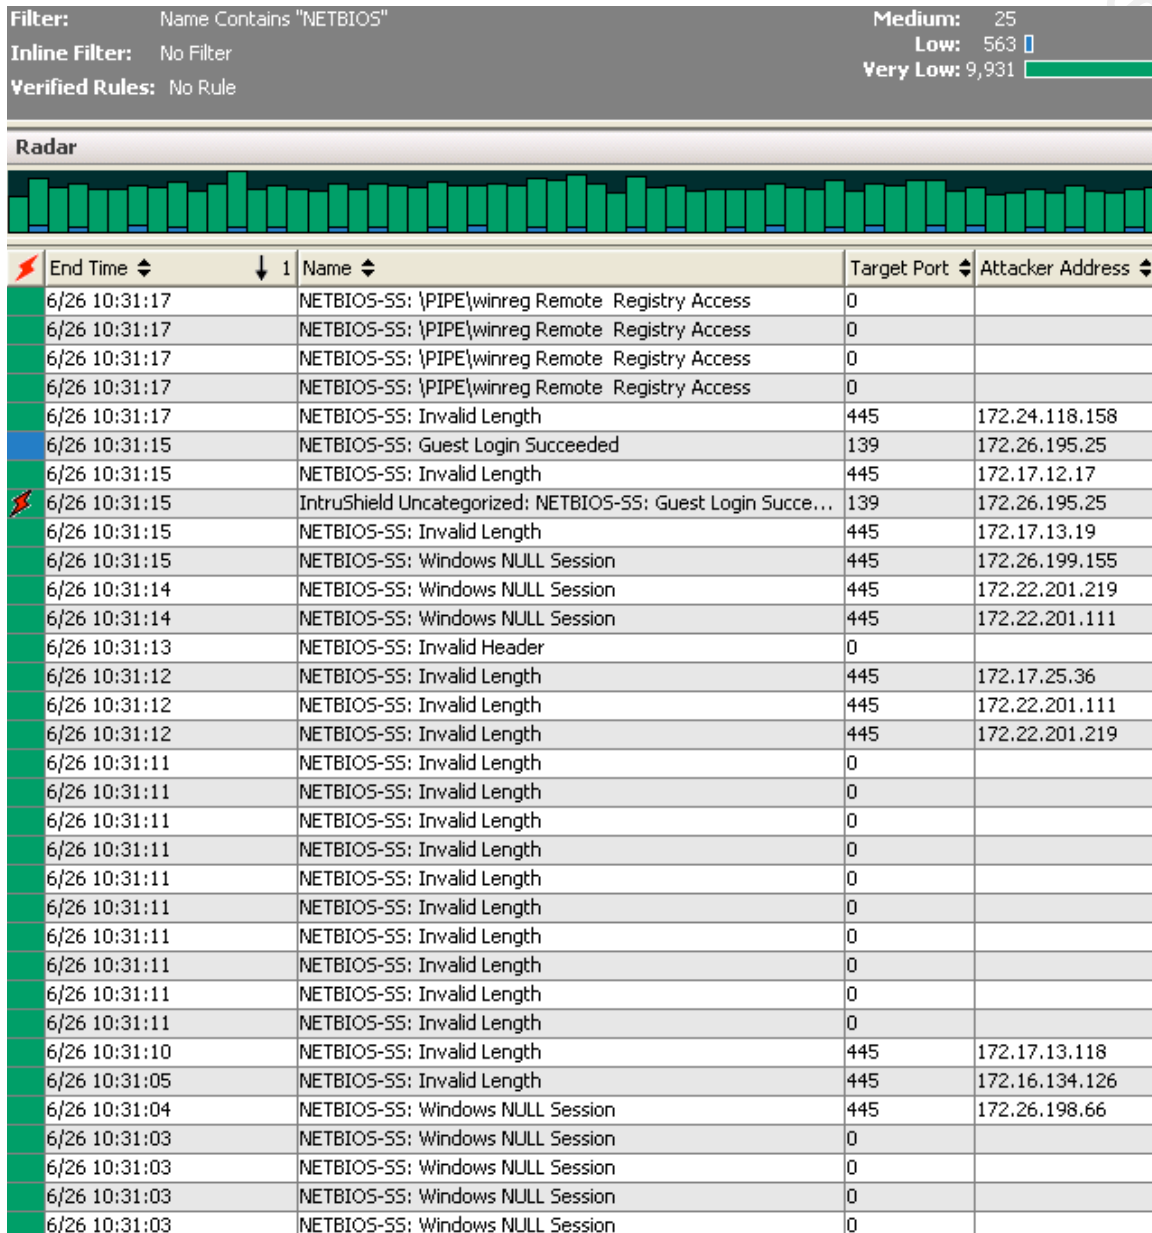 Filter: Name Contains "NETBIOS" Medium: 25
Inline Filter: No Filter Low: 563
Verified Rules: No Rule Very Low: 9,931
Radar
End Time 1 Name Target Port Attacker Address
6/26 10:31:17 NETBIOS-SS: \PIPE\winreg Remote Registry Access 0
6/26 10:31:17 NETBIOS-SS: \PIPE\winreg Remote Registry Access 0
6/26 10:31:17 NETBIOS-SS: \PIPE\winreg Remote Registry Access 0
6/26 10:31:17 NETBIOS-SS: \PIPE\winreg Remote Registry Access 0
6/26 10:31:17 NETBIOS-SS: Invalid Length 445 172.24.118.158
6/26 10:31:15 NETBIOS-SS: Guest Login Succeeded 139 172.26.195.25
6/26 10:31:15 NETBIOS-SS: Invalid Length 445 172.17.12.17
6/26 10:31:15 IntruShield Uncategorized: NETBIOS-SS: Guest Login Succe... 139 172.26.195.25
6/26 10:31:15 NETBIOS-SS: Invalid Length 445 172.17.13.19
6/26 10:31:15 NETBIOS-SS: Windows NULL Session 445 172.26.199.155
6/26 10:31:14 NETBIOS-SS: Windows NULL Session 445 172.22.201.219
6/26 10:31:14 NETBIOS-SS: Windows NULL Session 445 172.22.201.111
6/26 10:31:13 NETBIOS-SS: Invalid Header 0
6/26 10:31:12 NETBIOS-SS: Invalid Length 445 172.17.25.36
6/26 10:31:12 NETBIOS-SS: Invalid Length 445 172.22.201.111
6/26 10:31:12 NETBIOS-SS: Invalid Length 445 172.22.201.219
6/26 10:31:11 NETBIOS-SS: Invalid Length 0
6/26 10:31:11 NETBIOS-SS: Invalid Length 0
6/26 10:31:11 NETBIOS-SS: Invalid Length 0
6/26 10:31:11 NETBIOS-SS: Invalid Length 0
6/26 10:31:11 NETBIOS-SS: Invalid Length 0
6/26 10:31:11 NETBIOS-SS: Invalid Length 0
6/26 10:31:11 NETBIOS-SS: Invalid Length 0
6/26 10:31:11 NETBIOS-SS: Invalid Length 0
6/26 10:31:11 NETBIOS-SS: Invalid Length 0
6/26 10:31:11 NETBIOS-SS: Invalid Length 0
6/26 10:31:10 NETBIOS-SS: Invalid Length 445 172.17.13.118
6/26 10:31:05 NETBIOS-SS: Invalid Length 445 172.16.134.126
6/26 10:31:04 NETBIOS-SS: Windows NULL Session 445 172.26.198.66
6/26 10:31:03 NETBIOS-SS: Windows NULL Session 0
6/26 10:31:03 NETBIOS-SS: Windows NULL Session 0
6/26 10:31:03 NETBIOS-SS: Windows NULL Session 0
6/26 10:31:03 NETBIOS-SS: Windows NULL Session 0